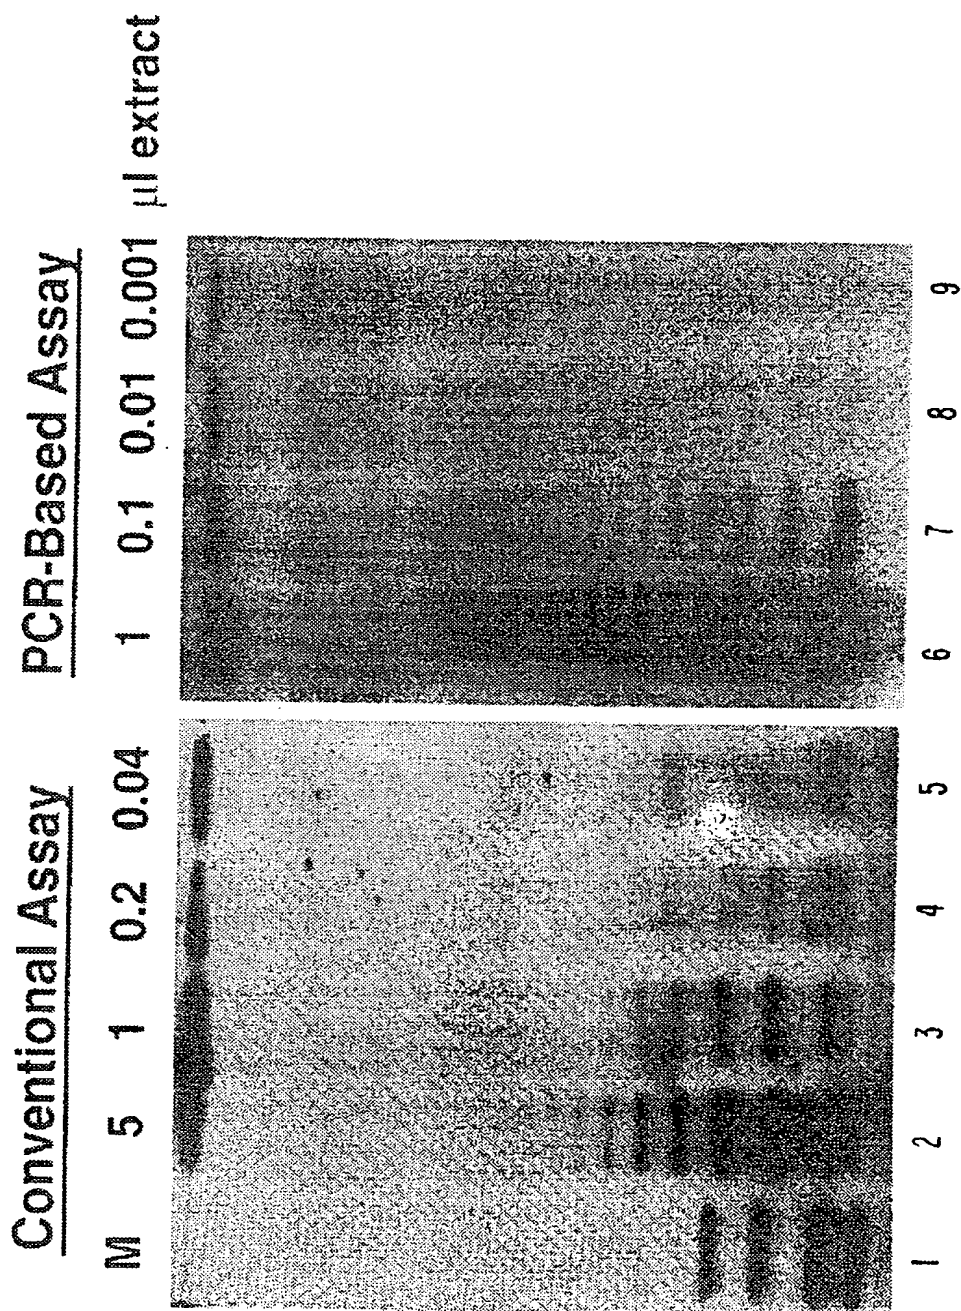 Conventional Assay PCR-Based Assay
M 5 1 0.2 0.04 1 0.1 0.01 0.001 μl extract
1 2 3 4 5 6 7 8 9